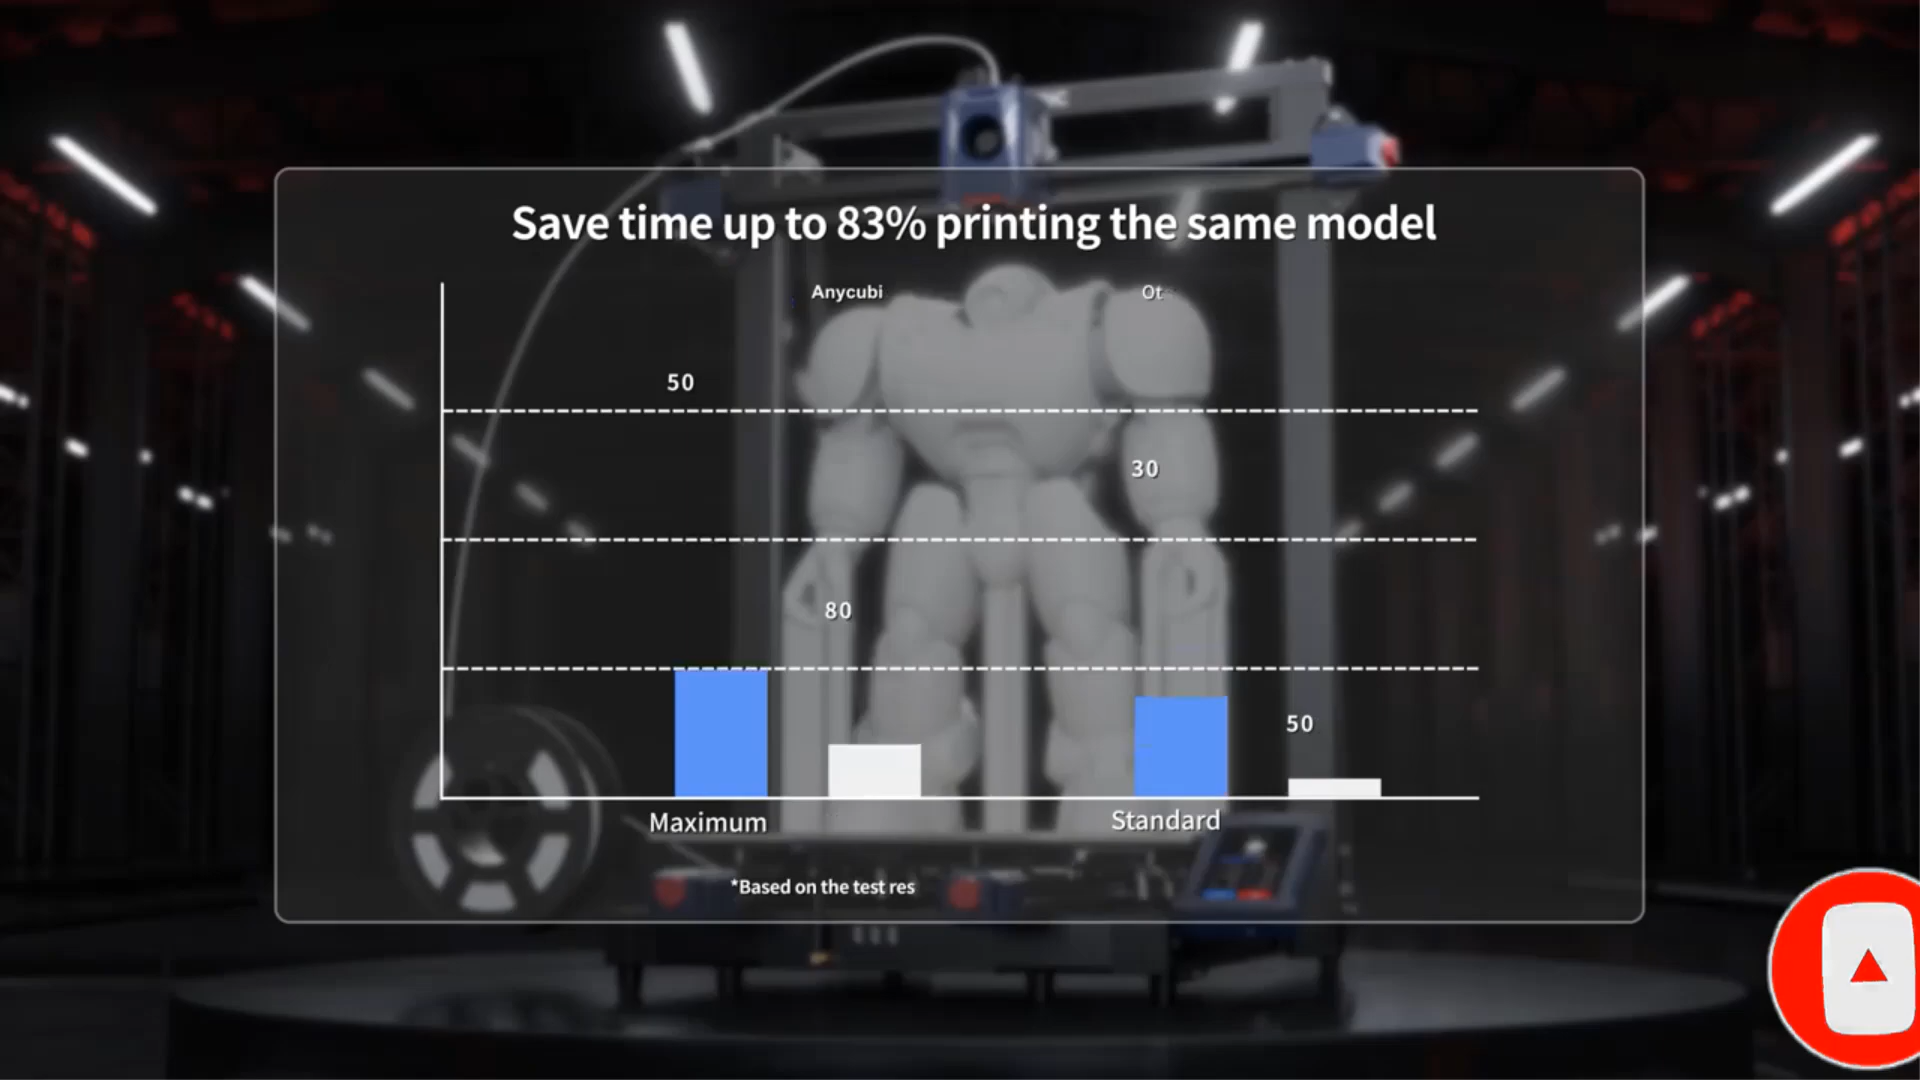 Save time up to 83% printing the same model
Anycubi
Ot
50
30
80
50
Maximum
Standard
*Based on the test res